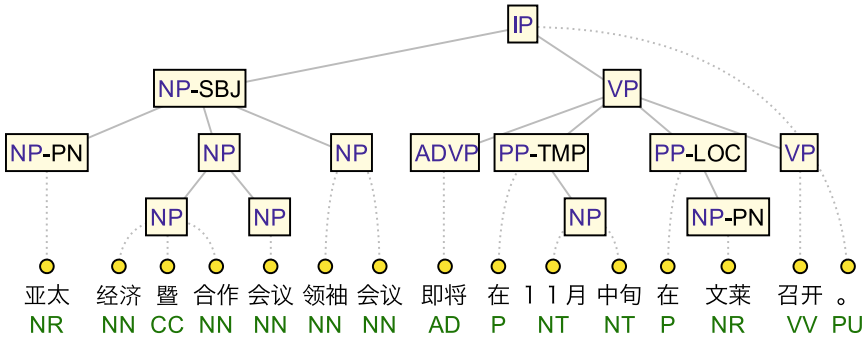 IP
NP-SBJ VP
NP-PN NP NP ADVP PP-TMP PP-LOC VP
NP NP NP NP-PN
亚太 经济 暨 合作 会议 领袖 会议 即将 在 11月 中旬 在 文莱 召开 。
NR NN CC NN NN NN NN AD P NT NT P NR VV PU